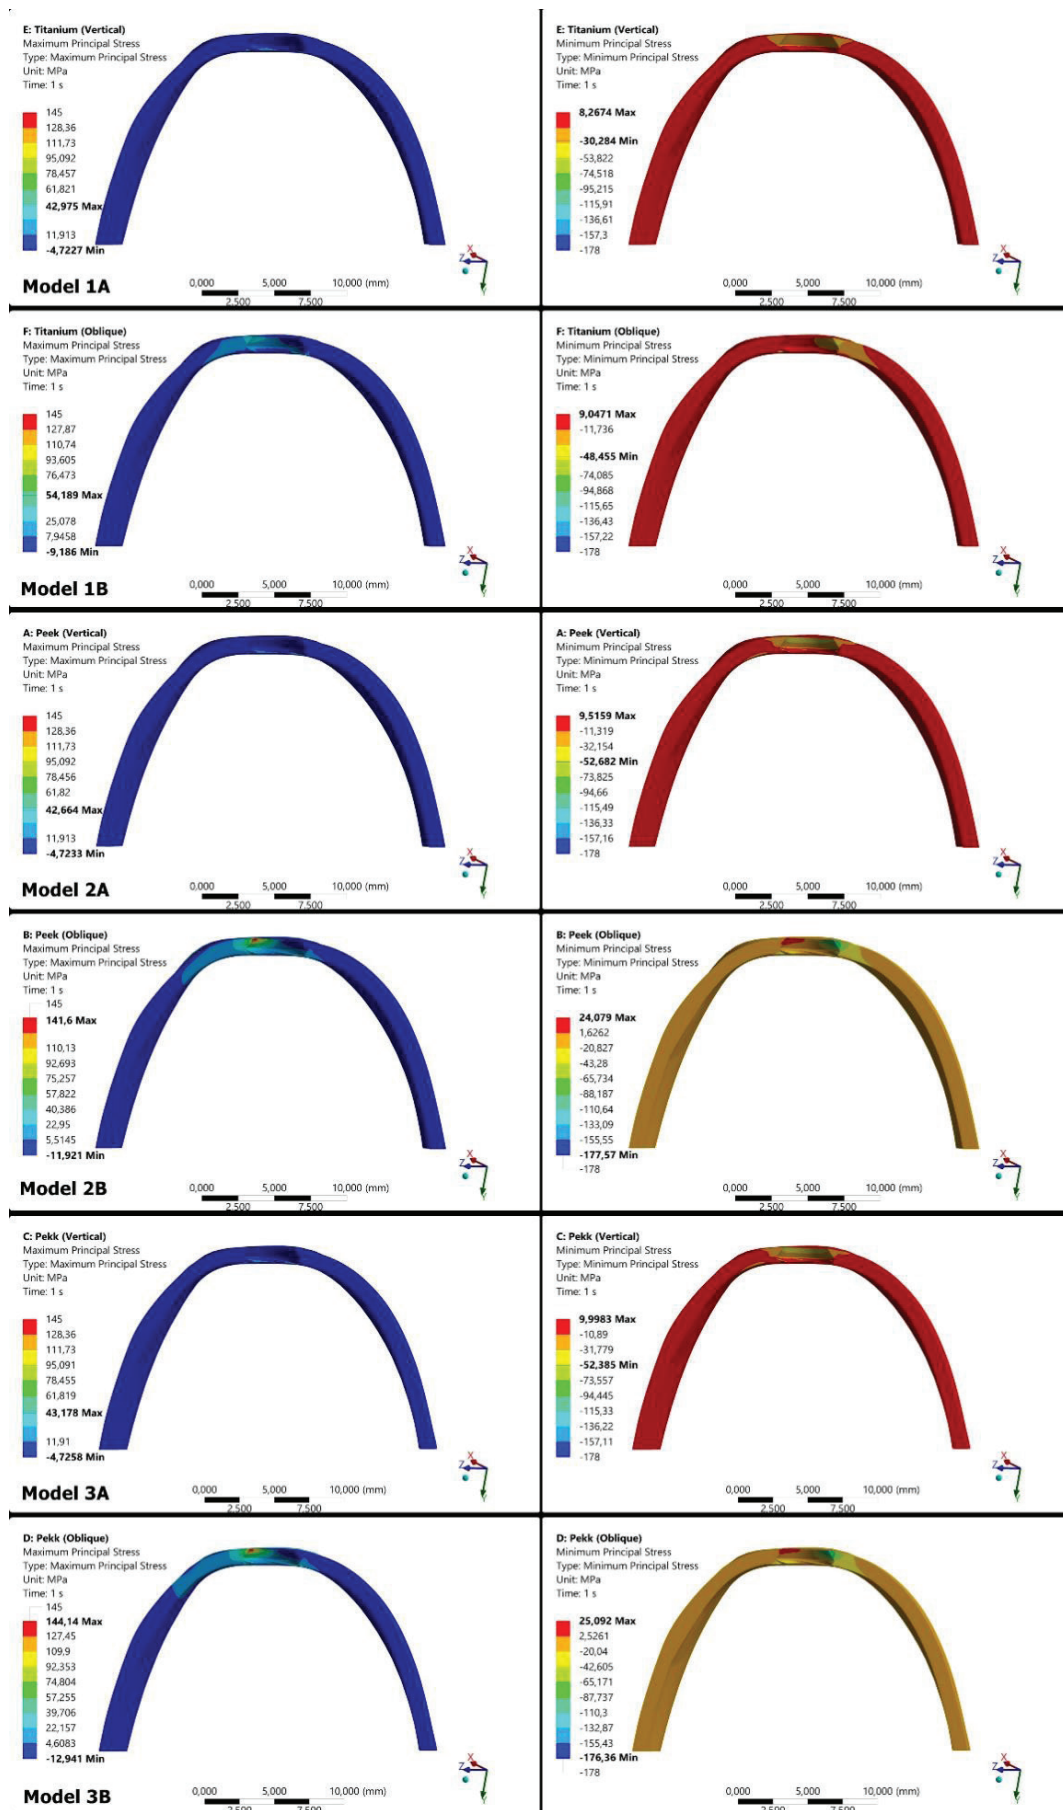 E: Titanium (Vertical)
Maximum Principal Stress
Type: Maximum Principal Stress
Unit: MPa
Time: 1 s
145
128,36
111,73
95,092
78,457
61,821
42,975 Max
11,913
-4,7227 Min
Z X Y
0,000 5,000 10,000 (mm)
2,500 7,500
Model 1A
E: Titanium (Vertical)
Minimum Principal Stress
Type: Minimum Principal Stress
Unit: MPa
Time: 1 s
8,2674 Max
-30,284 Min
-53,822
-74,518
-95,215
-115,91
-136,61
-157,3
-178
Z X Y
0,000 5,000 10,000 (mm)
2,500 7,500
F: Titanium (Oblique)
Maximum Principal Stress
Type: Maximum Principal Stress
Unit: MPa
Time: 1 s
145
127,87
110,74
93,605
76,473
54,189 Max
25,078
7,9458
-9,186 Min
Z X Y
0,000 5,000 10,000 (mm)
2,500 7,500
Model 1B
F: Titanium (Oblique)
Minimum Principal Stress
Type: Minimum Principal Stress
Unit: MPa
Time: 1 s
9,0471 Max
-11,736
-48,455 Min
-74,085
-94,868
-115,65
-136,43
-157,22
-178
Z X Y
0,000 5,000 10,000 (mm)
2,500 7,500
A: Peek (Vertical)
Maximum Principal Stress
Type: Maximum Principal Stress
Unit: MPa
Time: 1 s
145
128,36
111,73
95,092
78,456
61,82
42,664 Max
11,913
-4,7233 Min
Z X Y
0,000 5,000 10,000 (mm)
2,500 7,500
Model 2A
A: Peek (Vertical)
Minimum Principal Stress
Type: Minimum Principal Stress
Unit: MPa
Time: 1 s
9,5159 Max
-11,319
-32,154
-52,682 Min
-73,825
-94,66
-115,49
-136,33
-157,16
-178
Z X Y
0,000 5,000 10,000 (mm)
2,500 7,500
B: Peek (Oblique)
Maximum Principal Stress
Type: Maximum Principal Stress
Unit: MPa
Time: 1 s
145
141,6 Max
110,13
92,693
75,257
57,822
40,386
22,95
5,5145
-11,921 Min
Z X Y
0,000 5,000 10,000 (mm)
2,500 7,500
Model 2B
B: Peek (Oblique)
Minimum Principal Stress
Type: Minimum Principal Stress
Unit: MPa
Time: 1 s
24,079 Max
1,6262
-20,827
-43,28
-65,734
-88,187
-110,64
-133,09
-155,55
-177,57 Min
-178
Z X Y
0,000 5,000 10,000 (mm)
2,500 7,500
C: Pekk (Vertical)
Maximum Principal Stress
Type: Maximum Principal Stress
Unit: MPa
Time: 1 s
145
128,36
111,73
95,091
78,455
61,819
43,178 Max
11,91
-4,7258 Min
Z X Y
0,000 5,000 10,000 (mm)
2,500 7,500
Model 3A
C: Pekk (Vertical)
Minimum Principal Stress
Type: Minimum Principal Stress
Unit: MPa
Time: 1 s
9,9983 Max
-10,89
-31,779
-52,385 Min
-73,557
-94,445
-115,33
-136,22
-157,11
-178
Z X Y
0,000 5,000 10,000 (mm)
2,500 7,500
D: Pekk (Oblique)
Maximum Principal Stress
Type: Maximum Principal Stress
Unit: MPa
Time: 1 s
145
144,14 Max
127,45
109,9
92,353
74,804
57,255
39,706
22,157
4,6083
-12,941 Min
Z X Y
0,000 5,000 10,000 (mm)
2,500 7,500
Model 3B
D: Pekk (Oblique)
Minimum Principal Stress
Type: Minimum Principal Stress
Unit: MPa
Time: 1 s
25,092 Max
2,5261
-20,04
-42,605
-65,171
-87,737
-110,3
-132,87
-155,43
-176,36 Min
-178
Z X Y
0,000 5,000 10,000 (mm)
2,500 7,500